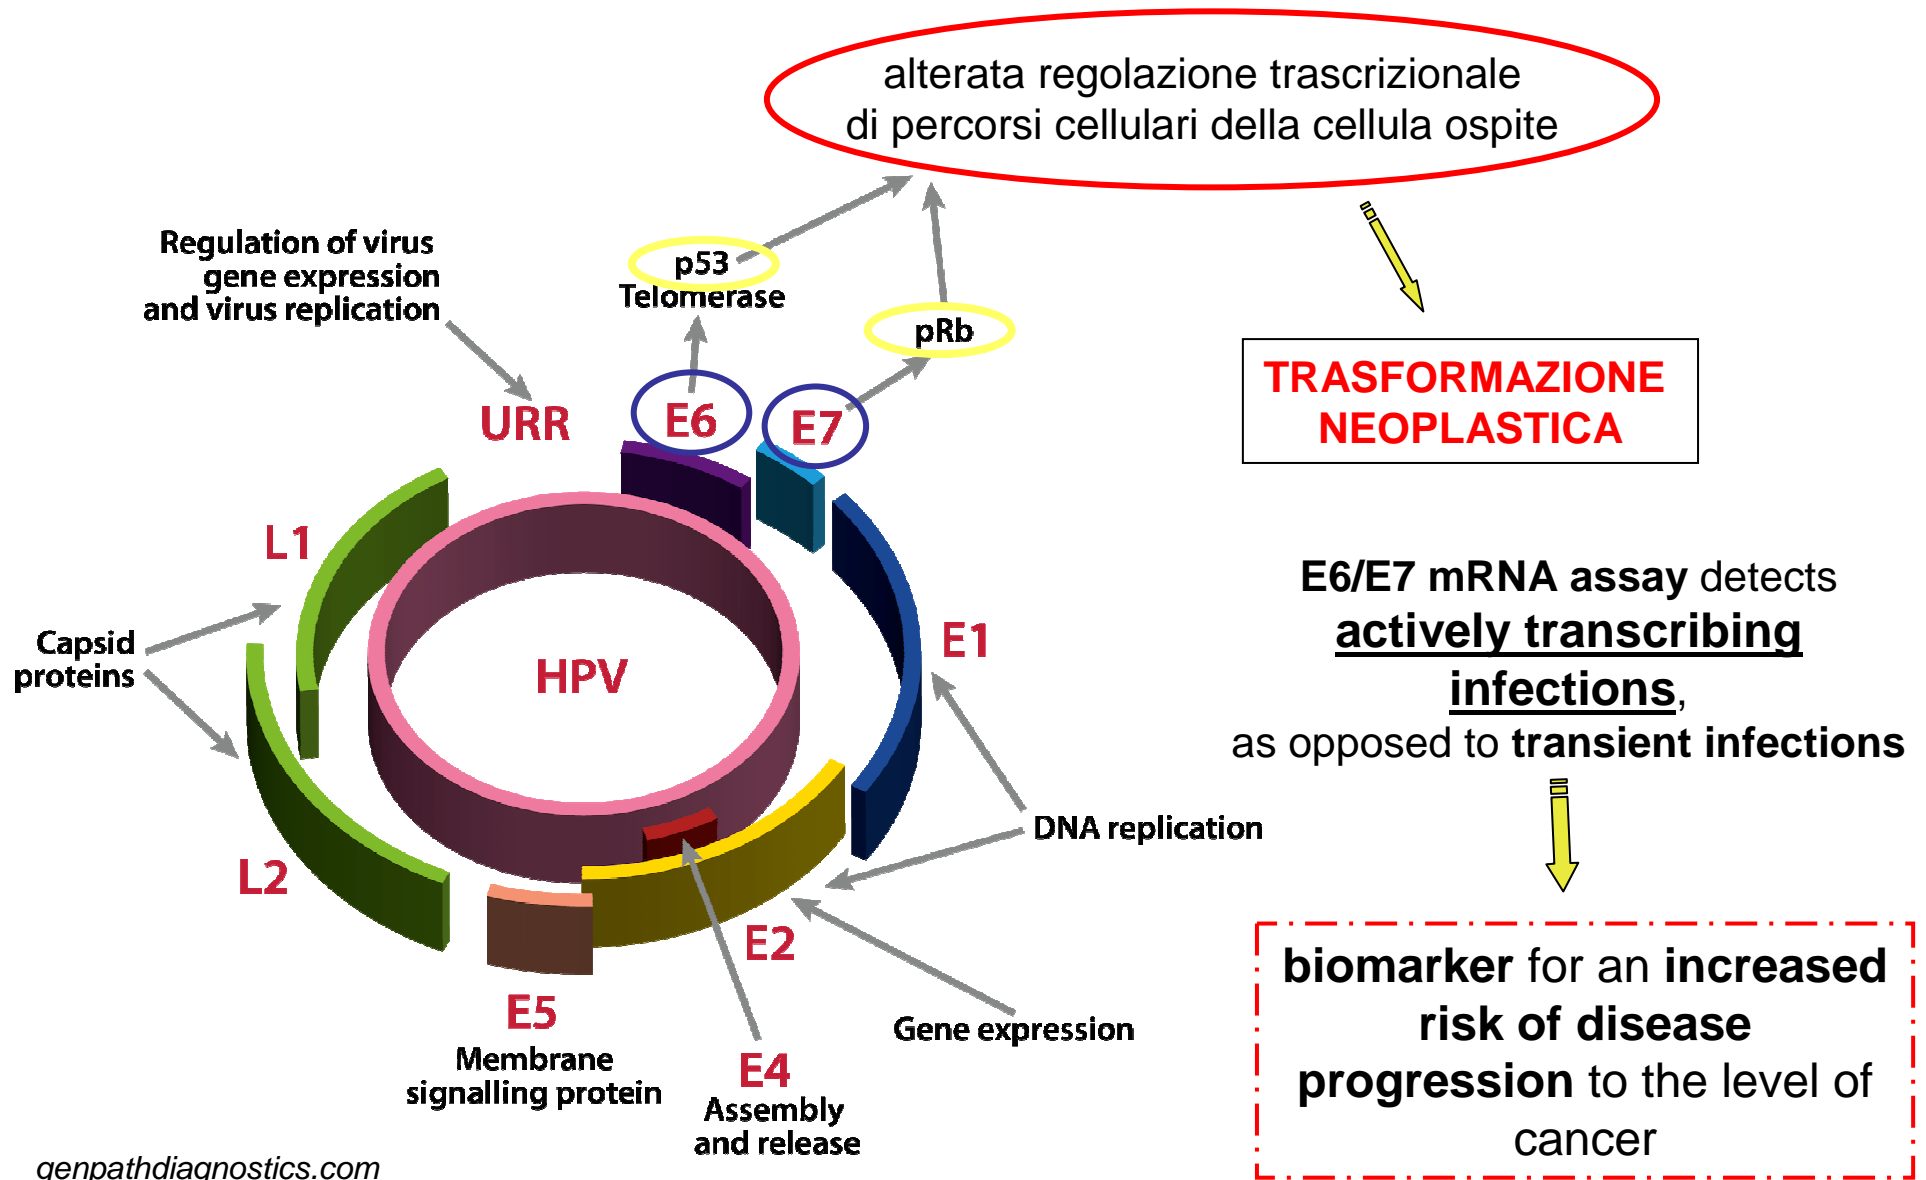 alterata regolazione trascrizionale
di percorsi cellulari della cellula ospite
Regulation of virus
gene expression
and virus replication
p53
Telomerase
pRb
TRASFORMAZIONE
NEOPLASTICA
URR
E6
E7
L1
E1
HPV
Capsid
proteins
L2
E2
E5
Membrane
signalling protein
E4
Assembly
and release
DNA replication
Gene expression
E6/E7 mRNA assay detects
actively transcribing
infections,
as opposed to transient infections
biomarker for an increased
risk of disease
progression to the level of
cancer
genpathdiagnostics.com